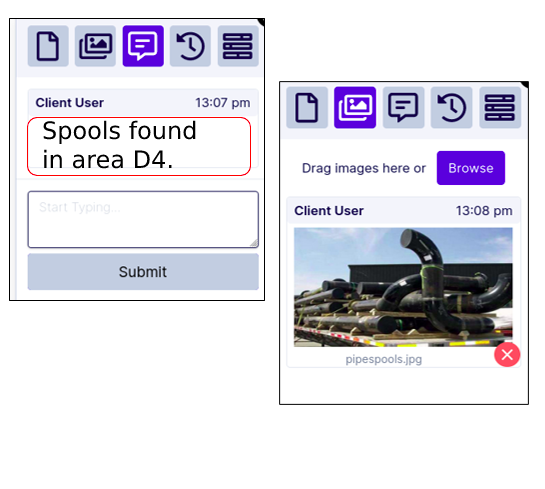 Client User 13:07 pm
Spools found
in area D4.
Start Typing...
Submit
Drag images here or Browse
Client User 13:08 pm
pipespools.jpg